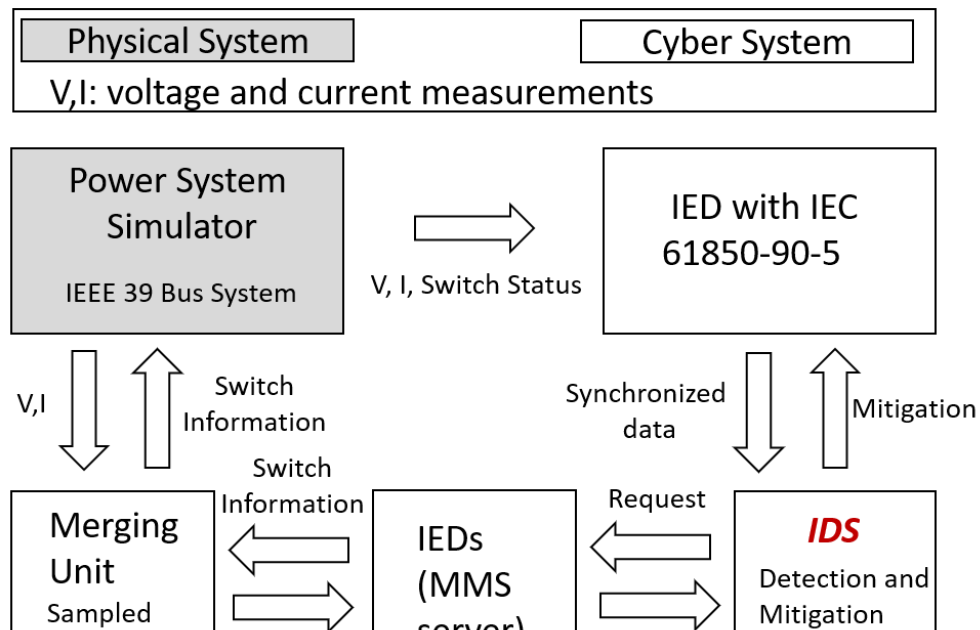 Physical System
Cyber System
V,I: voltage and current measurements
Power System
Simulator
IEEE 39 Bus System
V, I, Switch Status
IED with IEC
61850-90-5
V,I
Switch
Information
Synchronized
data
Mitigation
Switch
Information
Request
Merging
Unit
Sampled
IEDs
(MMS
server)
IDS
Detection and
Mitigation